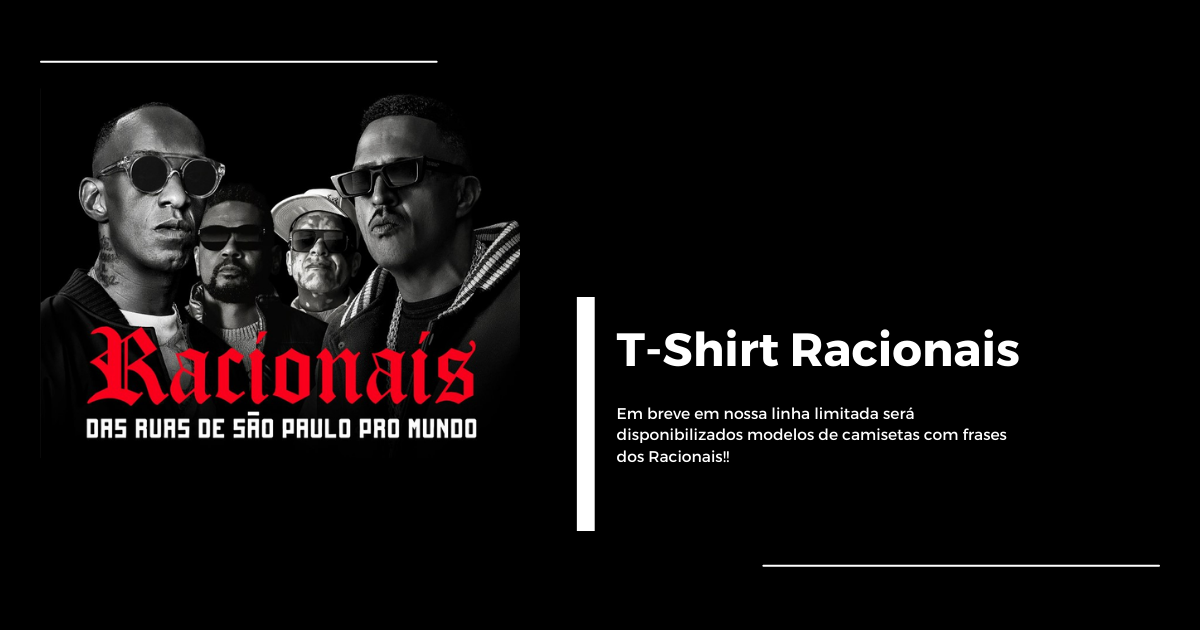 Racionais
DAS RUAS DE SÃO PAULO PRO MUNDO
T-Shirt Racionais
Em breve em nossa linha limitada será
disponibilizados modelos de camisetas com frases
dos Racionais!!